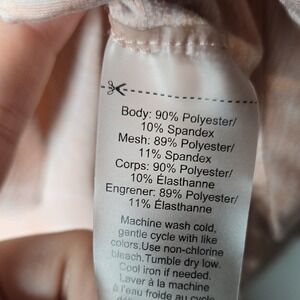 Body: 90% Polyester/
10% Spandex
Mesh: 89% Polyester/
11% Spandex
Corps: 90% Polyester/
10% Élasthanne
Engrener: 89% Polyester/
11% Élasthanne
Machine wash cold,
gentle cycle with like
colors.Use non-chlorine
bleach.Tumble dry low.
Cool iron if needed.
Laver à la machine
à l'eau froide au cycle